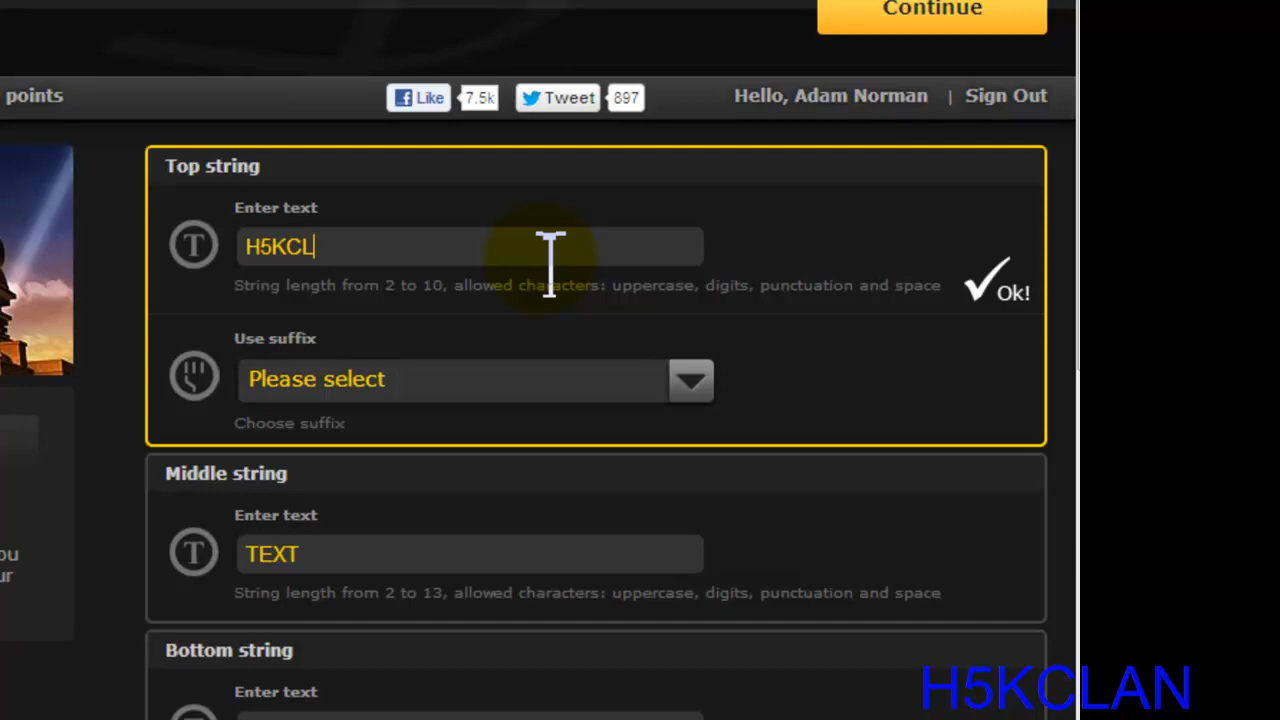 Continue
points
Like 7.5k Tweet 897 Hello, Adam Norman | Sign Out
Top string
Enter text
T H5KCL
String length from 2 to 10, allowed characters: uppercase, digits, punctuation and space
Ok!
Use suffix
Please select
Choose suffix
Middle string
Enter text
T TEXT
String length from 2 to 13, allowed characters: uppercase, digits, punctuation and space
ou
ur
Bottom string
Enter text
H5KCLAN